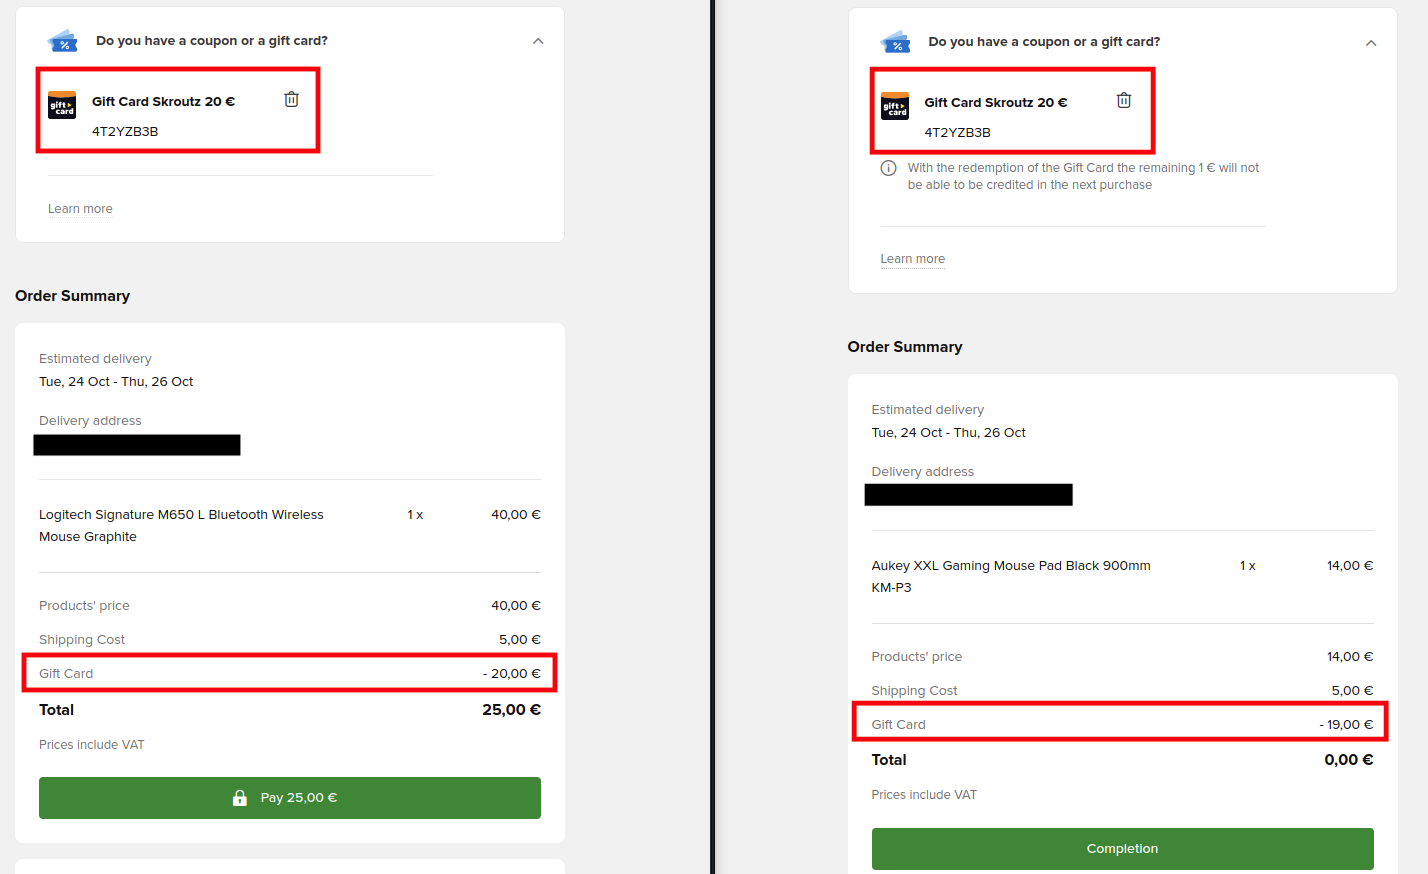 Do you have a coupon or a gift card?
gift
card
Gift Card Skroutz 20 €
4T2YZB3B
Learn more
Order Summary
Estimated delivery
Tue, 24 Oct - Thu, 26 Oct
Delivery address
Logitech Signature M650 L Bluetooth Wireless 1 x 40,00 €
Mouse Graphite
Products' price 40,00 €
Shipping Cost 5,00 €
Gift Card - 20,00 €
Total 25,00 €
Prices include VAT
Pay 25,00 €
Do you have a coupon or a gift card?
gift
card
Gift Card Skroutz 20 €
4T2YZB3B
With the redemption of the Gift Card the remaining 1 € will not
be able to be credited in the next purchase
Learn more
Order Summary
Estimated delivery
Tue, 24 Oct - Thu, 26 Oct
Delivery address
Aukey XXL Gaming Mouse Pad Black 900mm 1 x 14,00 €
KM-P3
Products' price 14,00 €
Shipping Cost 5,00 €
Gift Card - 19,00 €
Total 0,00 €
Prices include VAT
Completion